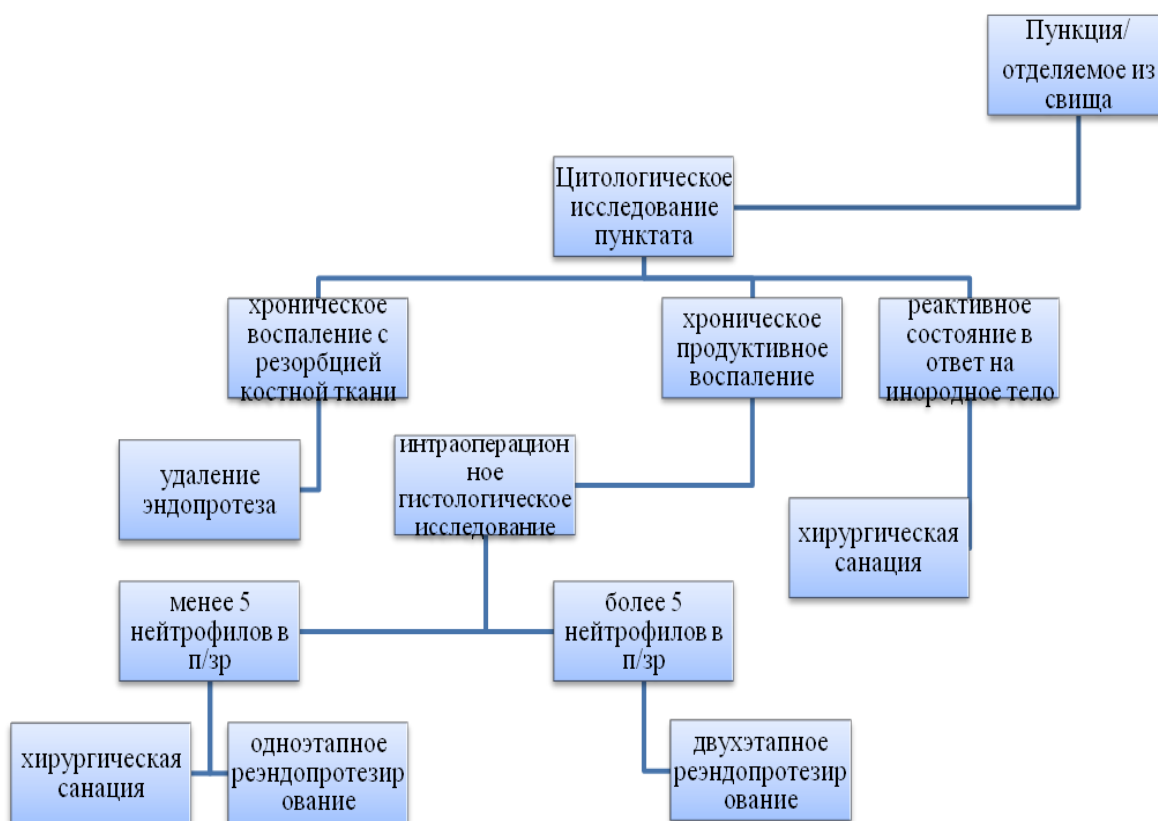 Пункция/
отделяемое из
свища
Цитологическое
исследование
пунктата
хроническое
воспаление с
резорбцией
костной ткани
хроническое
продуктивное
воспаление
реактивное
состояние в
ответ на
инородное тело
удаление
эндопротеза
интраоперацион
ное
гистологическое
исследование
хирургическая
санация
менее 5
нейтрофилов в
п/зр
более 5
нейтрофилов в
п/зр
хирургическая
санация
одноэтапное
реэндопротезир
ование
двухэтапное
реэндопротезир
ование